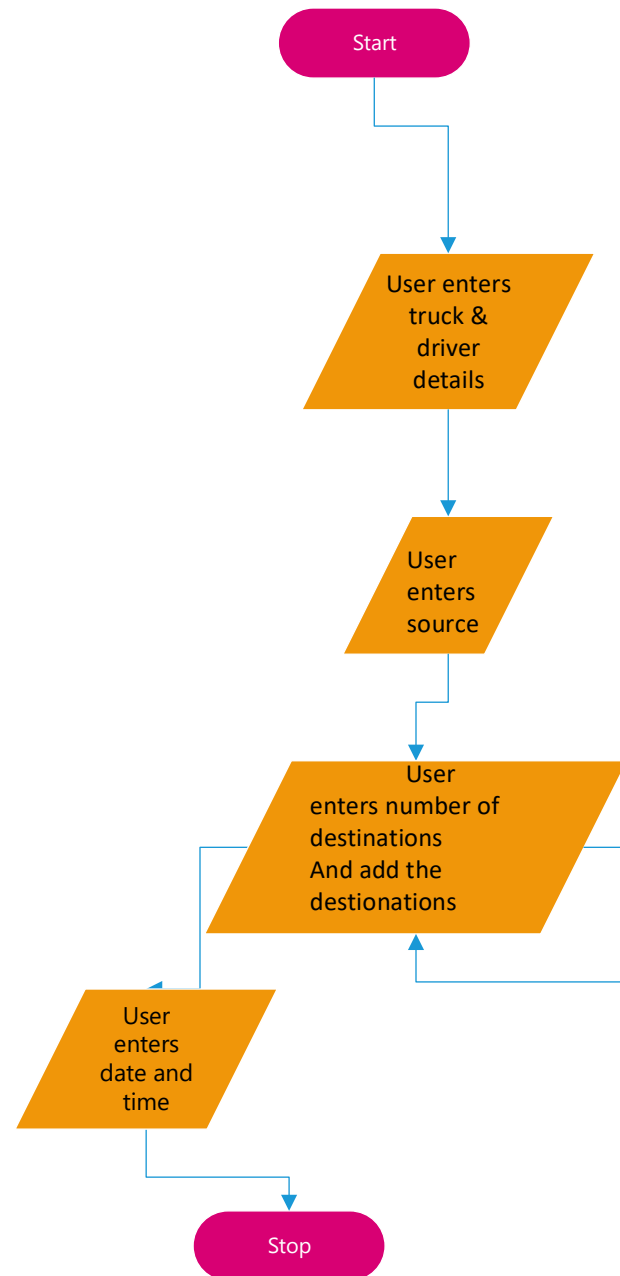 Start
User enters
truck &
driver
details
User
enters
source
User
enters number of
destinations
And add the
destionations
User
enters
date and
time
Stop